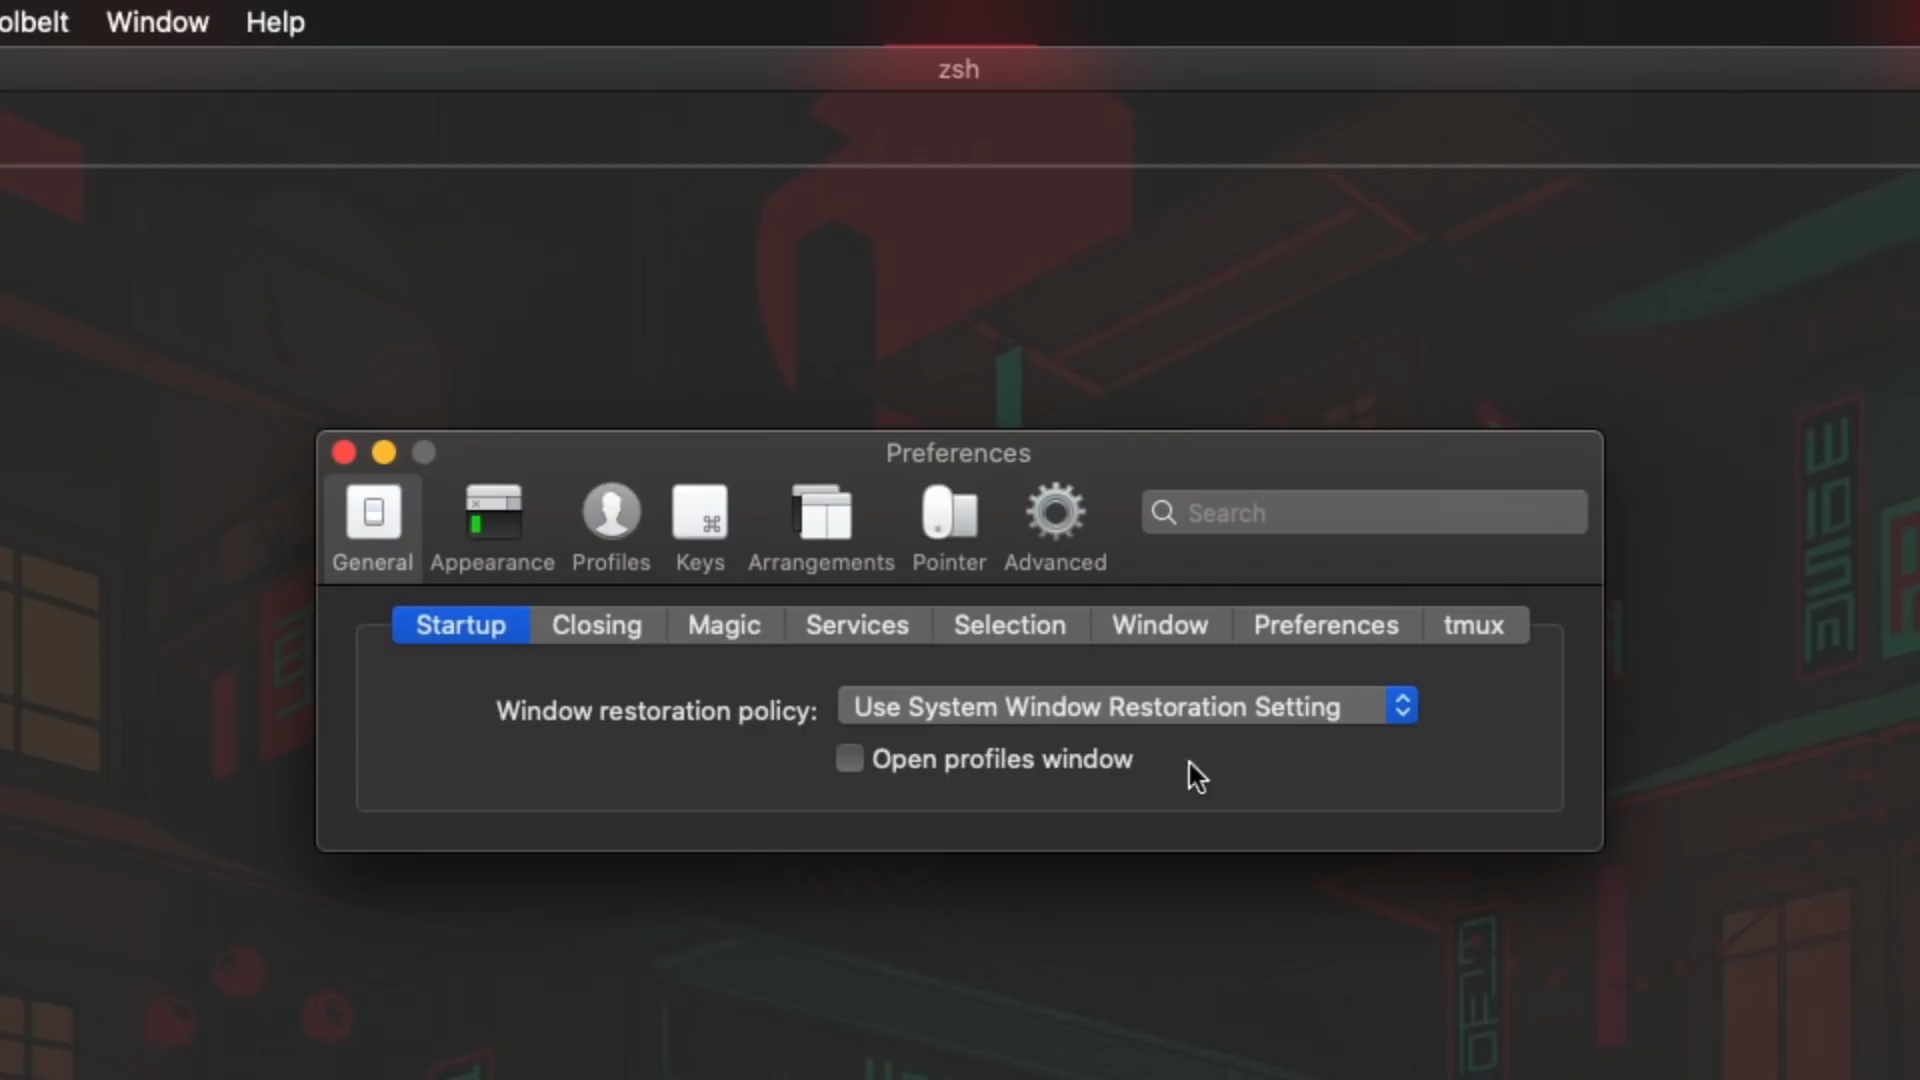 olbelt Window Help
zsh
Preferences
Search
General Appearance Profiles Keys Arrangements Pointer Advanced
Startup Closing Magic Services Selection Window Preferences tmux
Window restoration policy: Use System Window Restoration Setting
Open profiles window